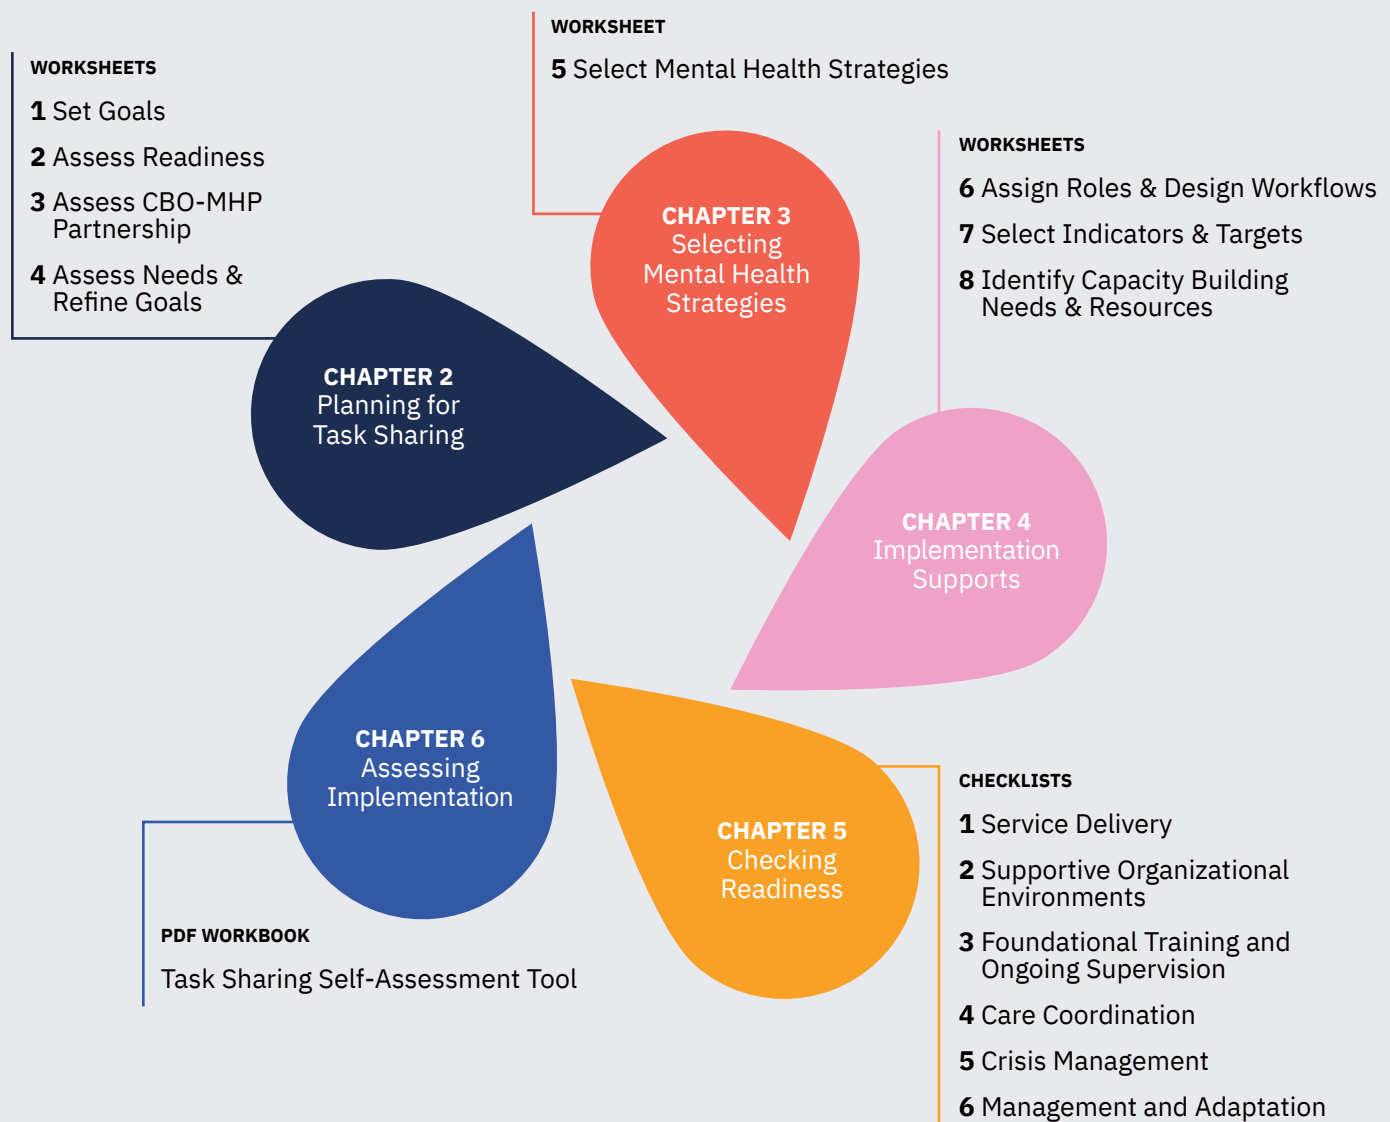 WORKSHEETS
1 Set Goals
2 Assess Readiness
3 Assess CBO-MHP
Partnership
4 Assess Needs &
Refine Goals
CHAPTER 2
Planning for
Task Sharing
WORKSHEET
5 Select Mental Health Strategies
CHAPTER 3
Selecting
Mental Health
Strategies
WORKSHEETS
6 Assign Roles & Design Workflows
7 Select Indicators & Targets
8 Identify Capacity Building
Needs & Resources
CHAPTER 4
Implementation
Supports
CHAPTER 5
Checking
Readiness
CHECKLISTS
1 Service Delivery
2 Supportive Organizational
Environments
3 Foundational Training and
Ongoing Supervision
4 Care Coordination
5 Crisis Management
6 Management and Adaptation
CHAPTER 6
Assessing
Implementation
PDF WORKBOOK
Task Sharing Self-Assessment Tool